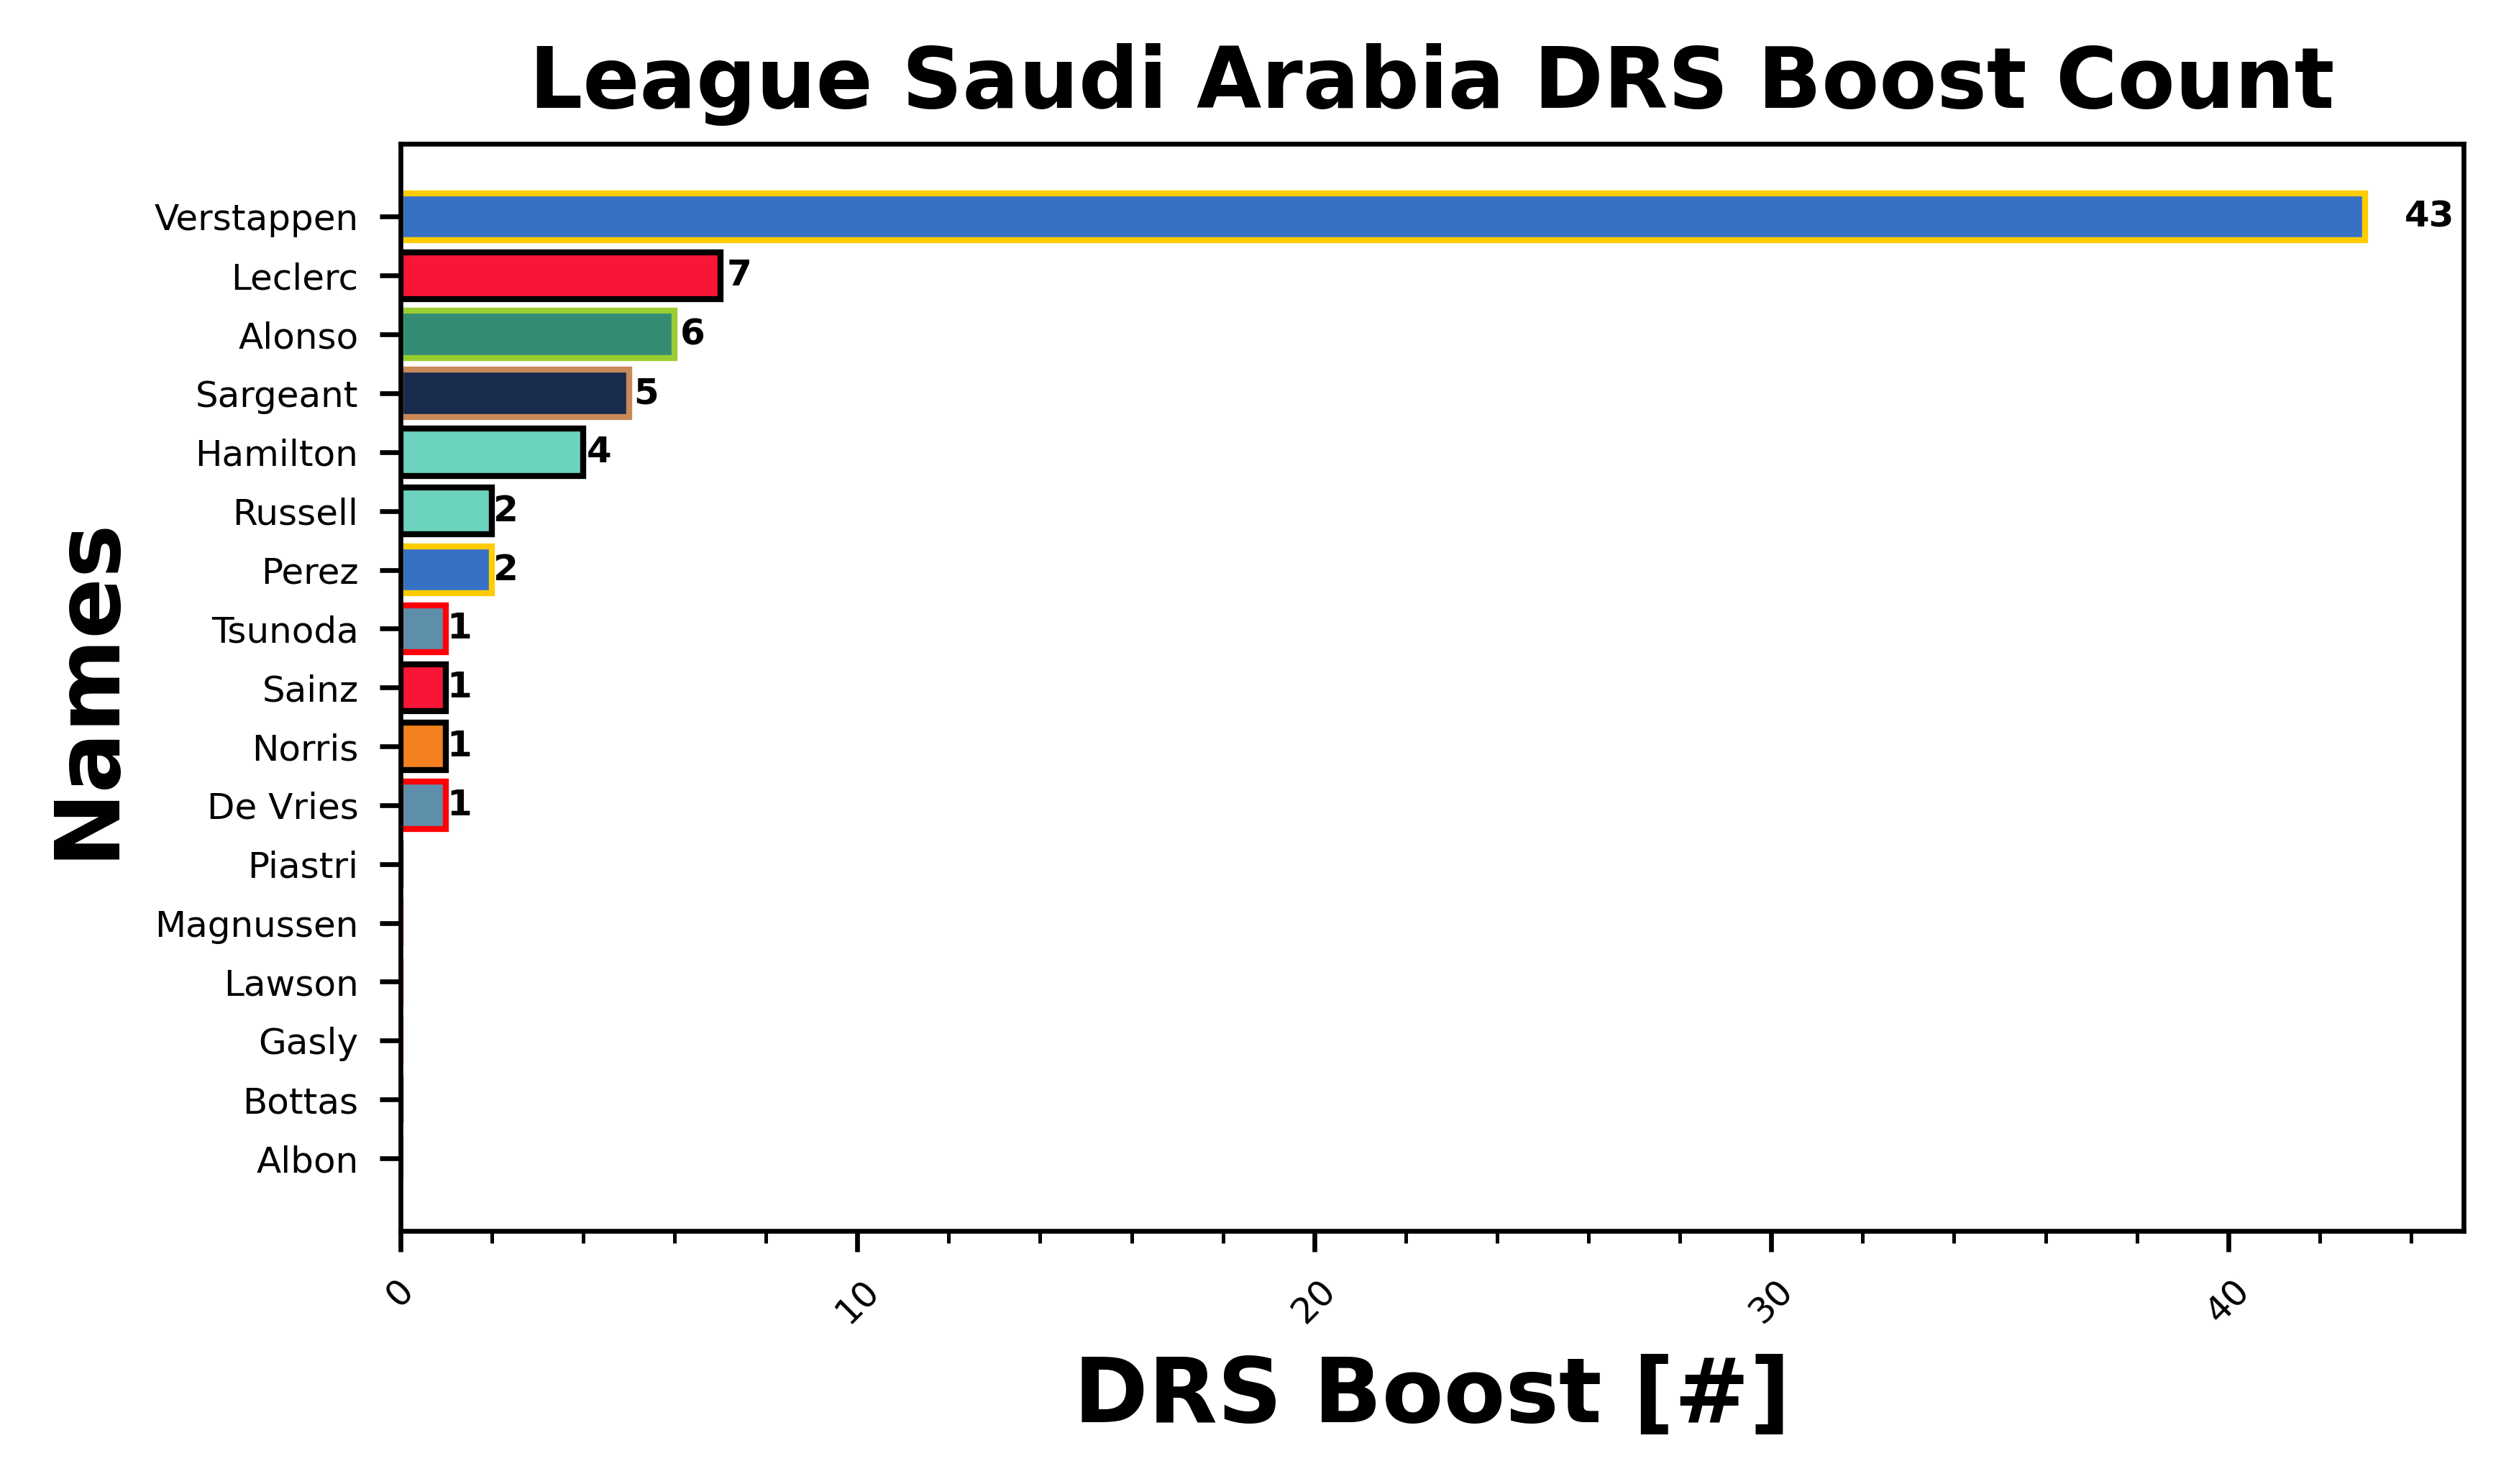 League Saudi Arabia DRS Boost Count
Names
Verstappen 43
Leclerc 7
Alonso 6
Sargeant 5
Hamilton 4
Russell 2
Perez 2
Tsunoda 1
Sainz 1
Norris 1
De Vries 1
Piastri
Magnussen
Lawson
Gasly
Bottas
Albon
0 10 20 30 40
DRS Boost [#]